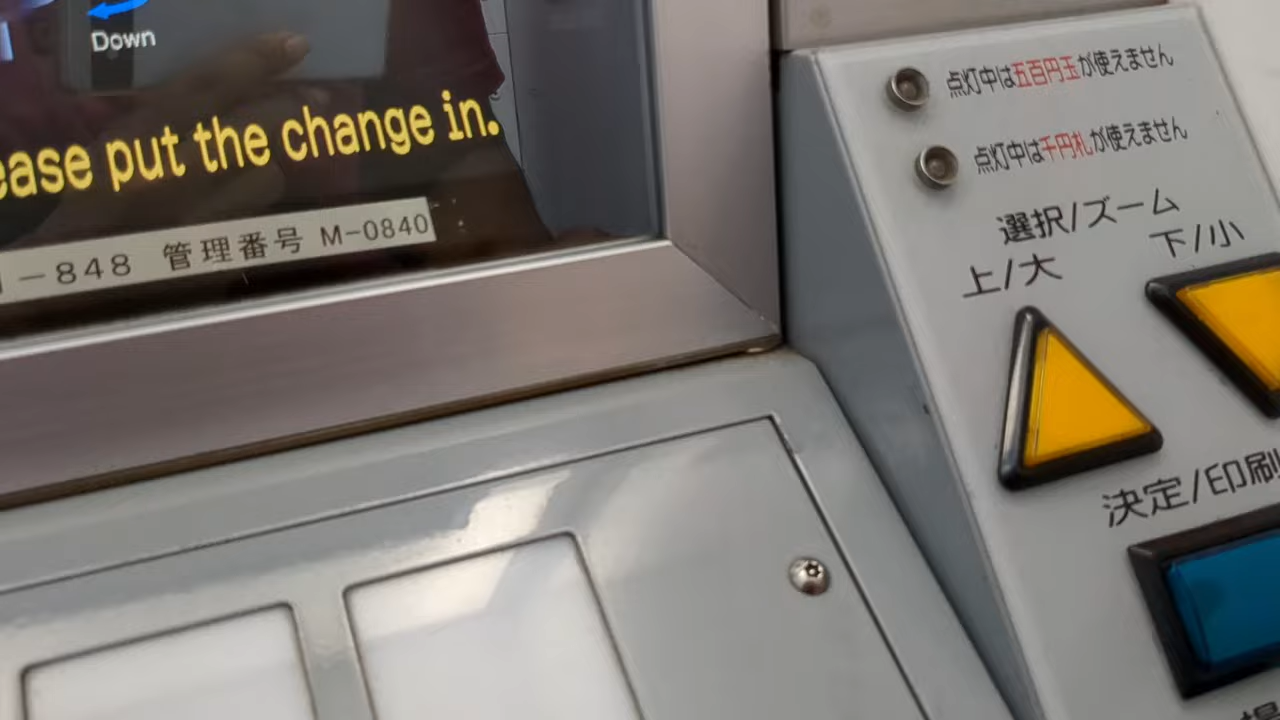 Down
ease put the change in.
-848 管理番号 M-0840
点灯中は五百円玉が使えません
点灯中は千円札が使えません
選択/ズーム
上/大
下/小
決定/印刷